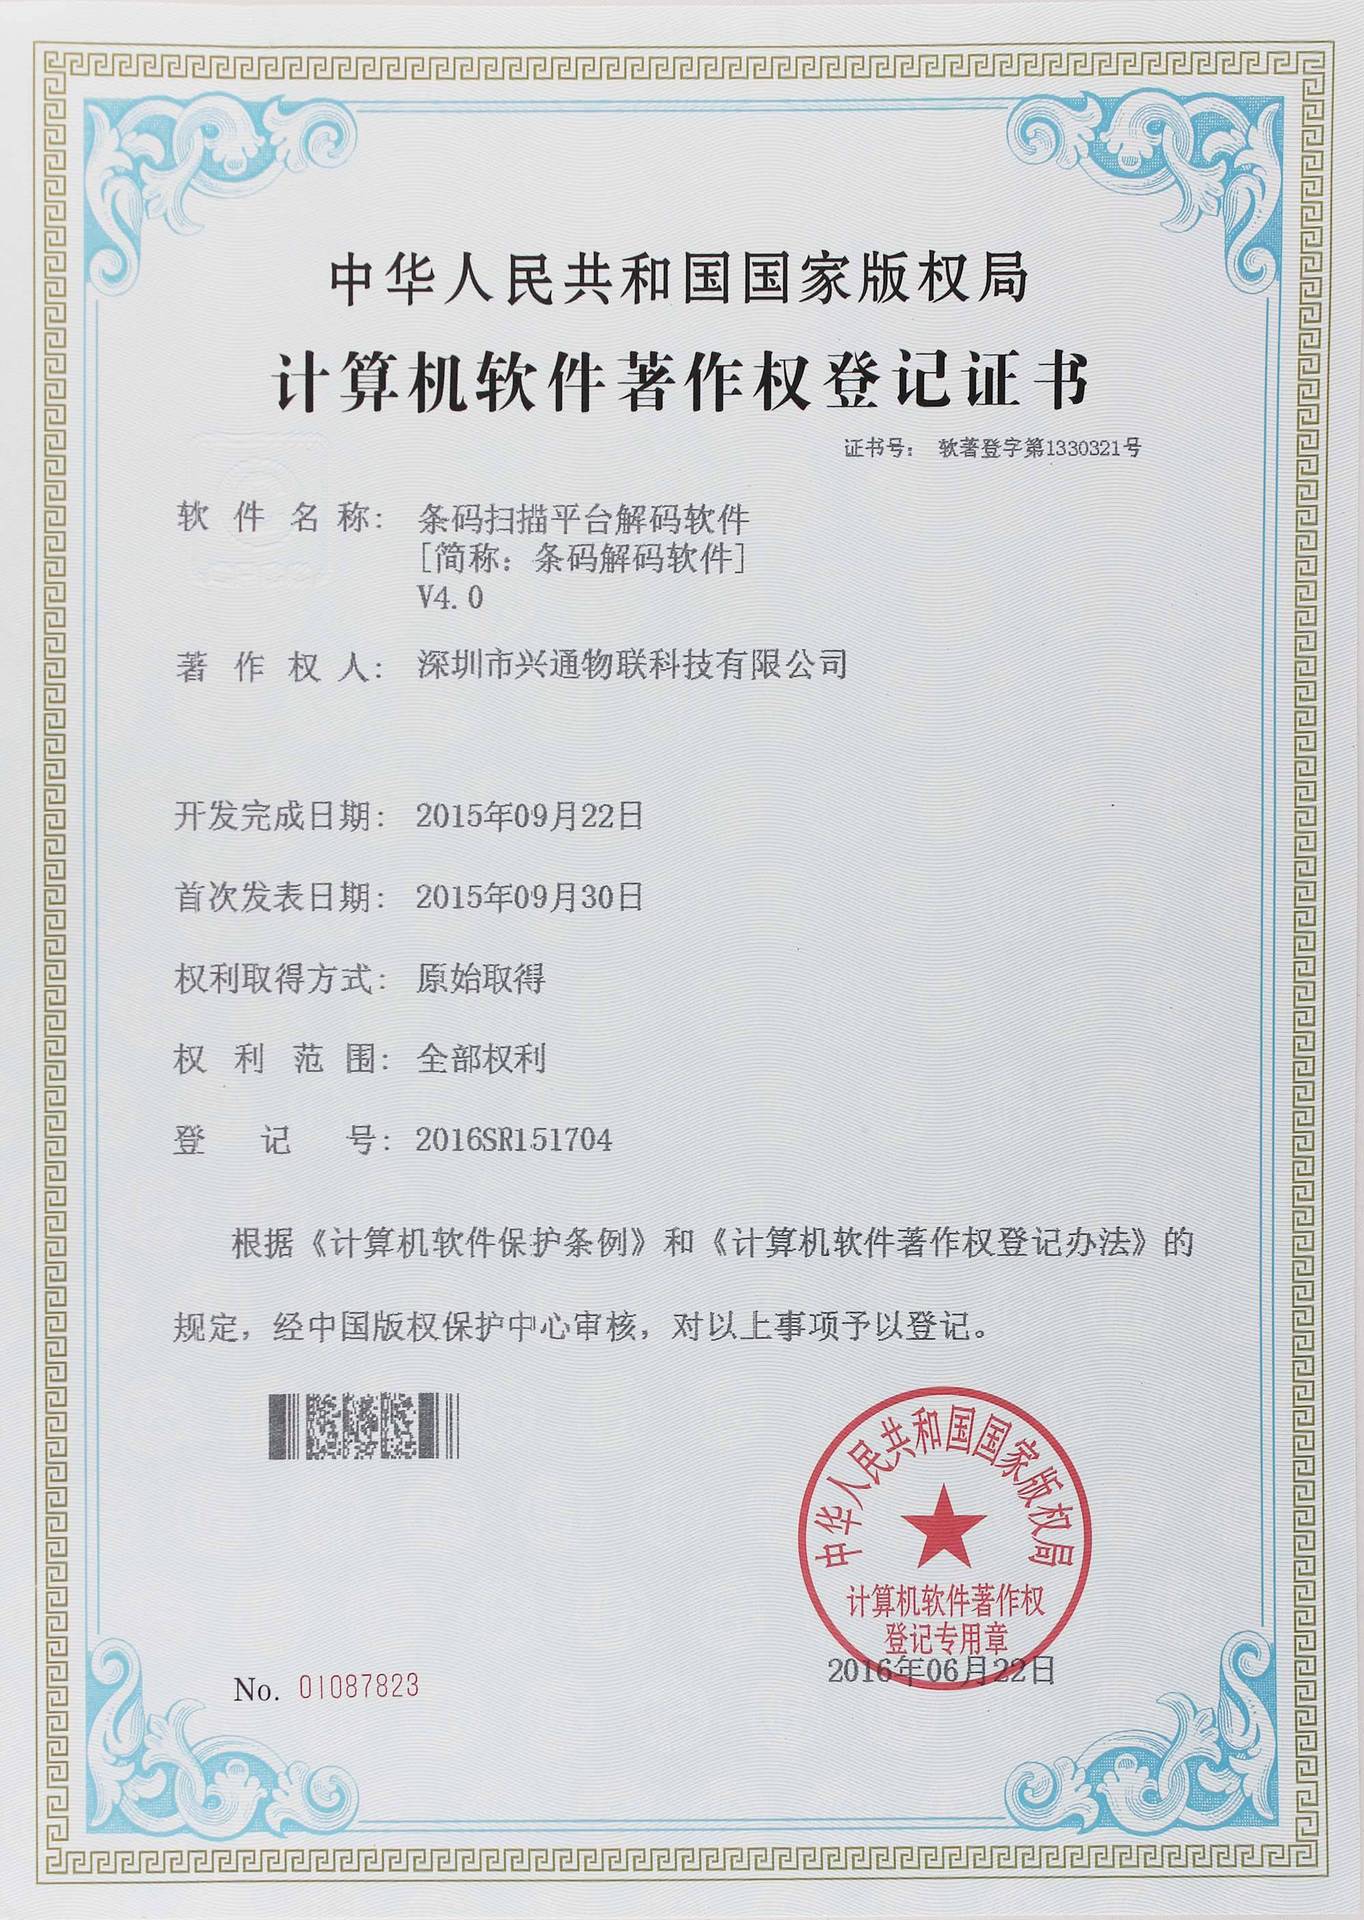 中华人民共和国国家版权局
计算机软件著作权登记证书
证书号： 软著登字第1330321号
软件名称： 条码扫描平台解码软件
[简称：条码解码软件]
V4.0
著作权人： 深圳市兴通物联科技有限公司
开发完成日期： 2015年09月22日
首次发表日期： 2015年09月30日
权利取得方式： 原始取得
权利范围： 全部权利
登记号： 2016SR151704
根据《计算机软件保护条例》和《计算机软件著作权登记办法》的
规定，经中国版权保护中心审核，对以上事项予以登记。
中华人民共和国国家版权局
计算机软件著作权
登记专用章
2016年06月22日
No. 01087823